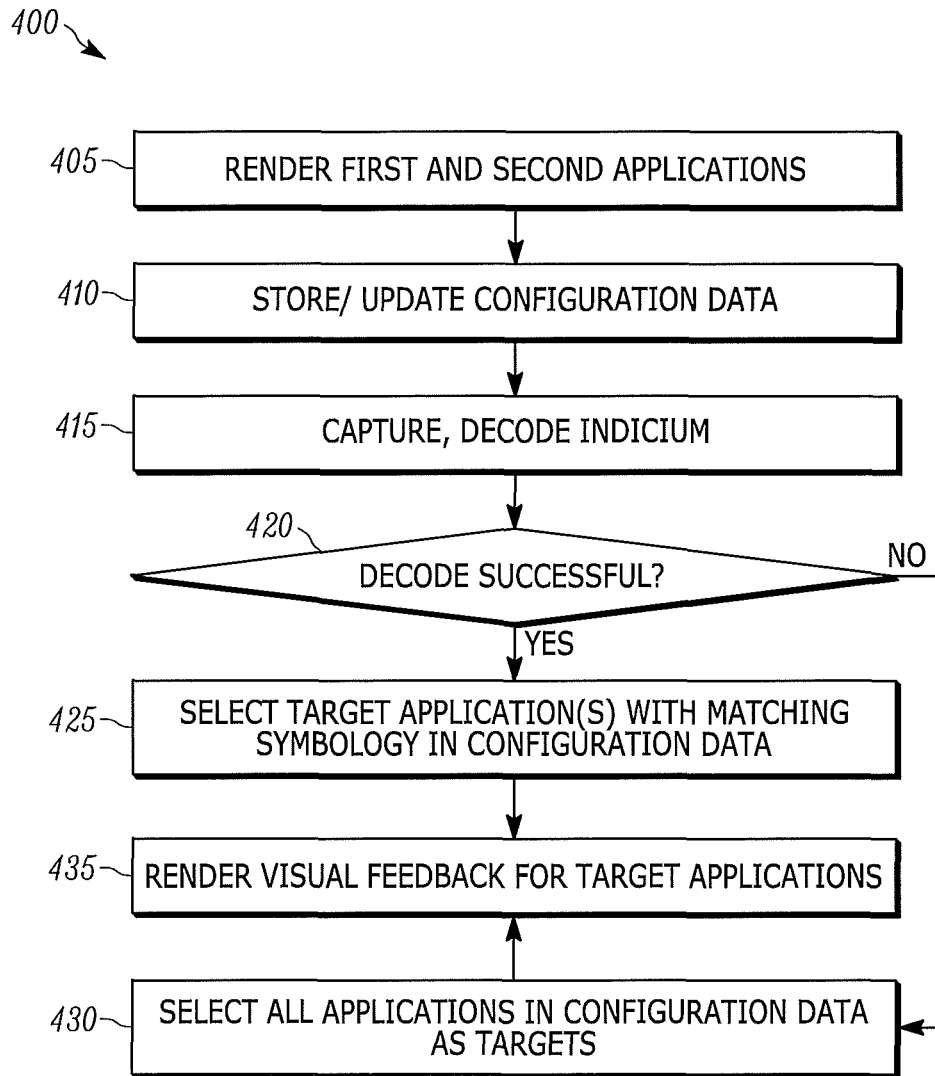 400
405
RENDER FIRST AND SECOND APPLICATIONS
410
STORE/ UPDATE CONFIGURATION DATA
415
CAPTURE, DECODE INDICIUM
420
DECODE SUCCESSFUL?
NO
YES
425
SELECT TARGET APPLICATION(S) WITH MATCHING
SYMBOLOGY IN CONFIGURATION DATA
435
RENDER VISUAL FEEDBACK FOR TARGET APPLICATIONS
430
SELECT ALL APPLICATIONS IN CONFIGURATION DATA
AS TARGETS